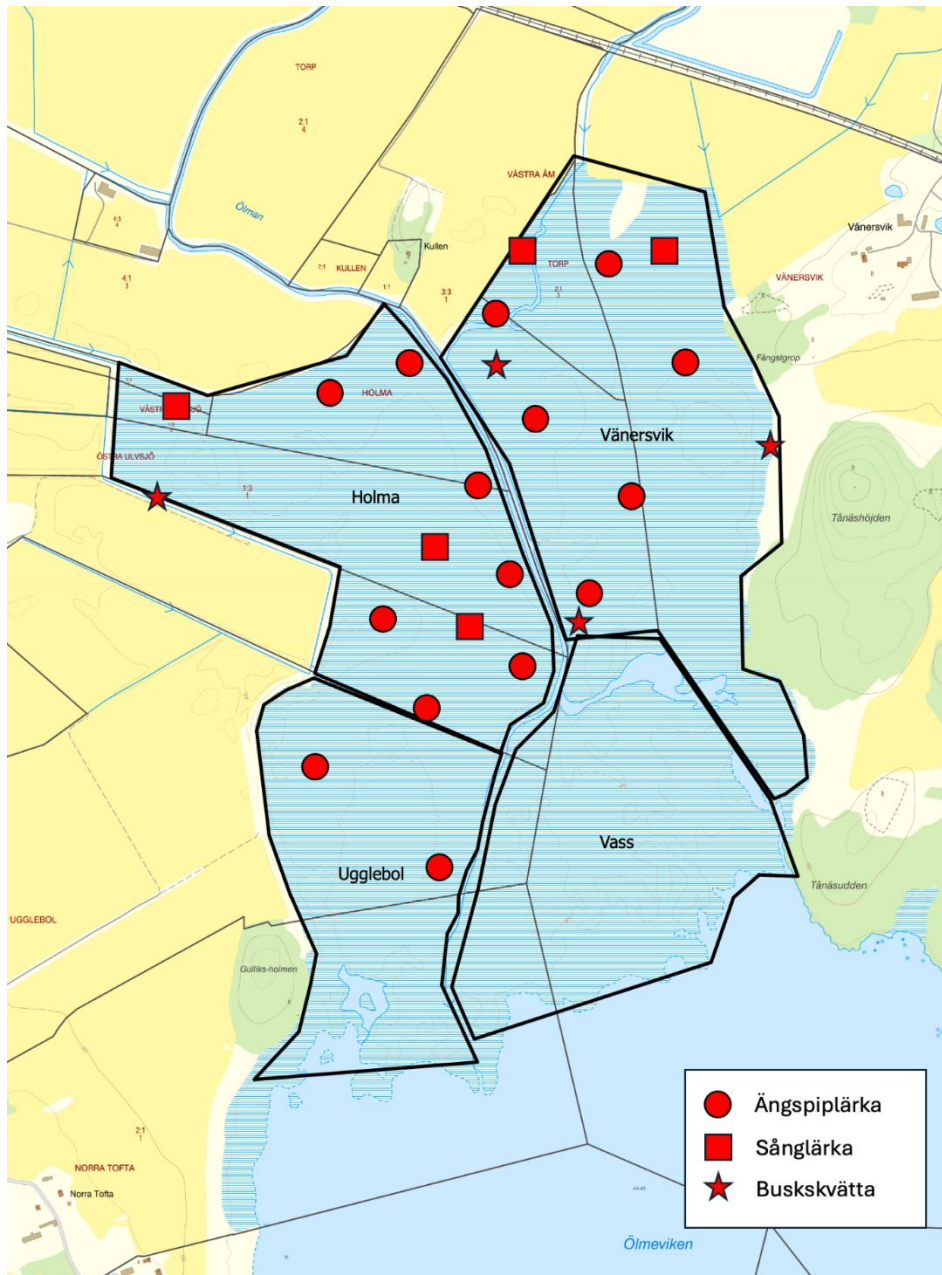 TORP
2:1
4
Ölman
VÄSTRA ÅM
4:3
4
Kullen
Vänersvik
KULLEN
2:1
TORP
VÄNERSVIK
4:1
1
1:1
3:3
1
2:1
3
Fångstgrop
HOLMA
ÖSTRA ULVSJÖ
Vänersvik
1:3
1
Holma
Tånäshöjden
Vass
Ugglebol
Tånäsudden
UGGLEBOL
Gulliks-holmen
Ängspiplärka
Sånglärka
Buskskvätta
2:1
1
NORRA TOFTA
Norra Tofta
Ölmeviken